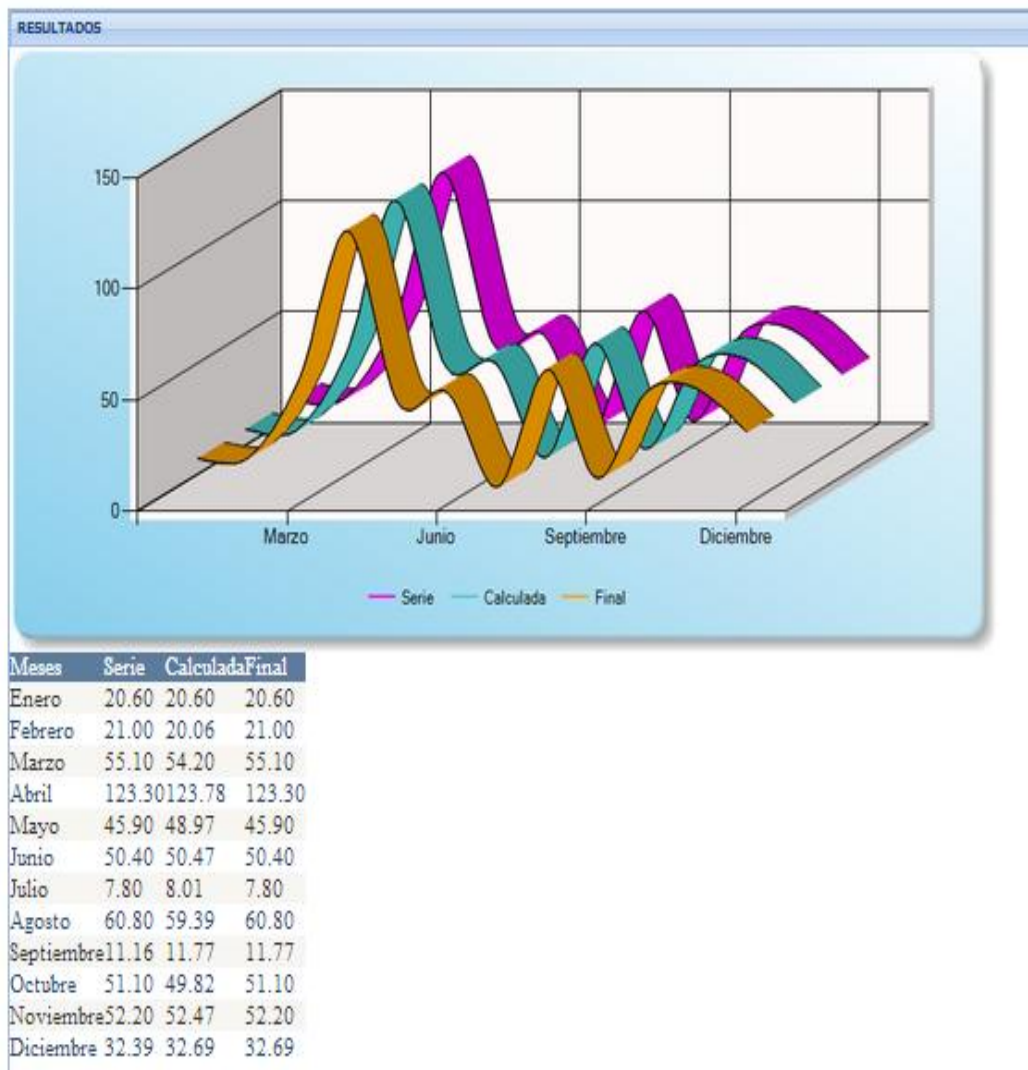 RESULTADOS
150
100
50
0
Marzo Junio Septiembre Diciembre
Serie Calculada Final
Meses Serie Calculada Final
Enero 20.60 20.60 20.60
Febrero 21.00 20.06 21.00
Marzo 55.10 54.20 55.10
Abril 123.30 123.78 123.30
Mayo 45.90 48.97 45.90
Junio 50.40 50.47 50.40
Julio 7.80 8.01 7.80
Agosto 60.80 59.39 60.80
Septiembre 11.16 11.77 11.77
Octubre 51.10 49.82 51.10
Noviembre 52.20 52.47 52.20
Diciembre 32.39 32.69 32.69